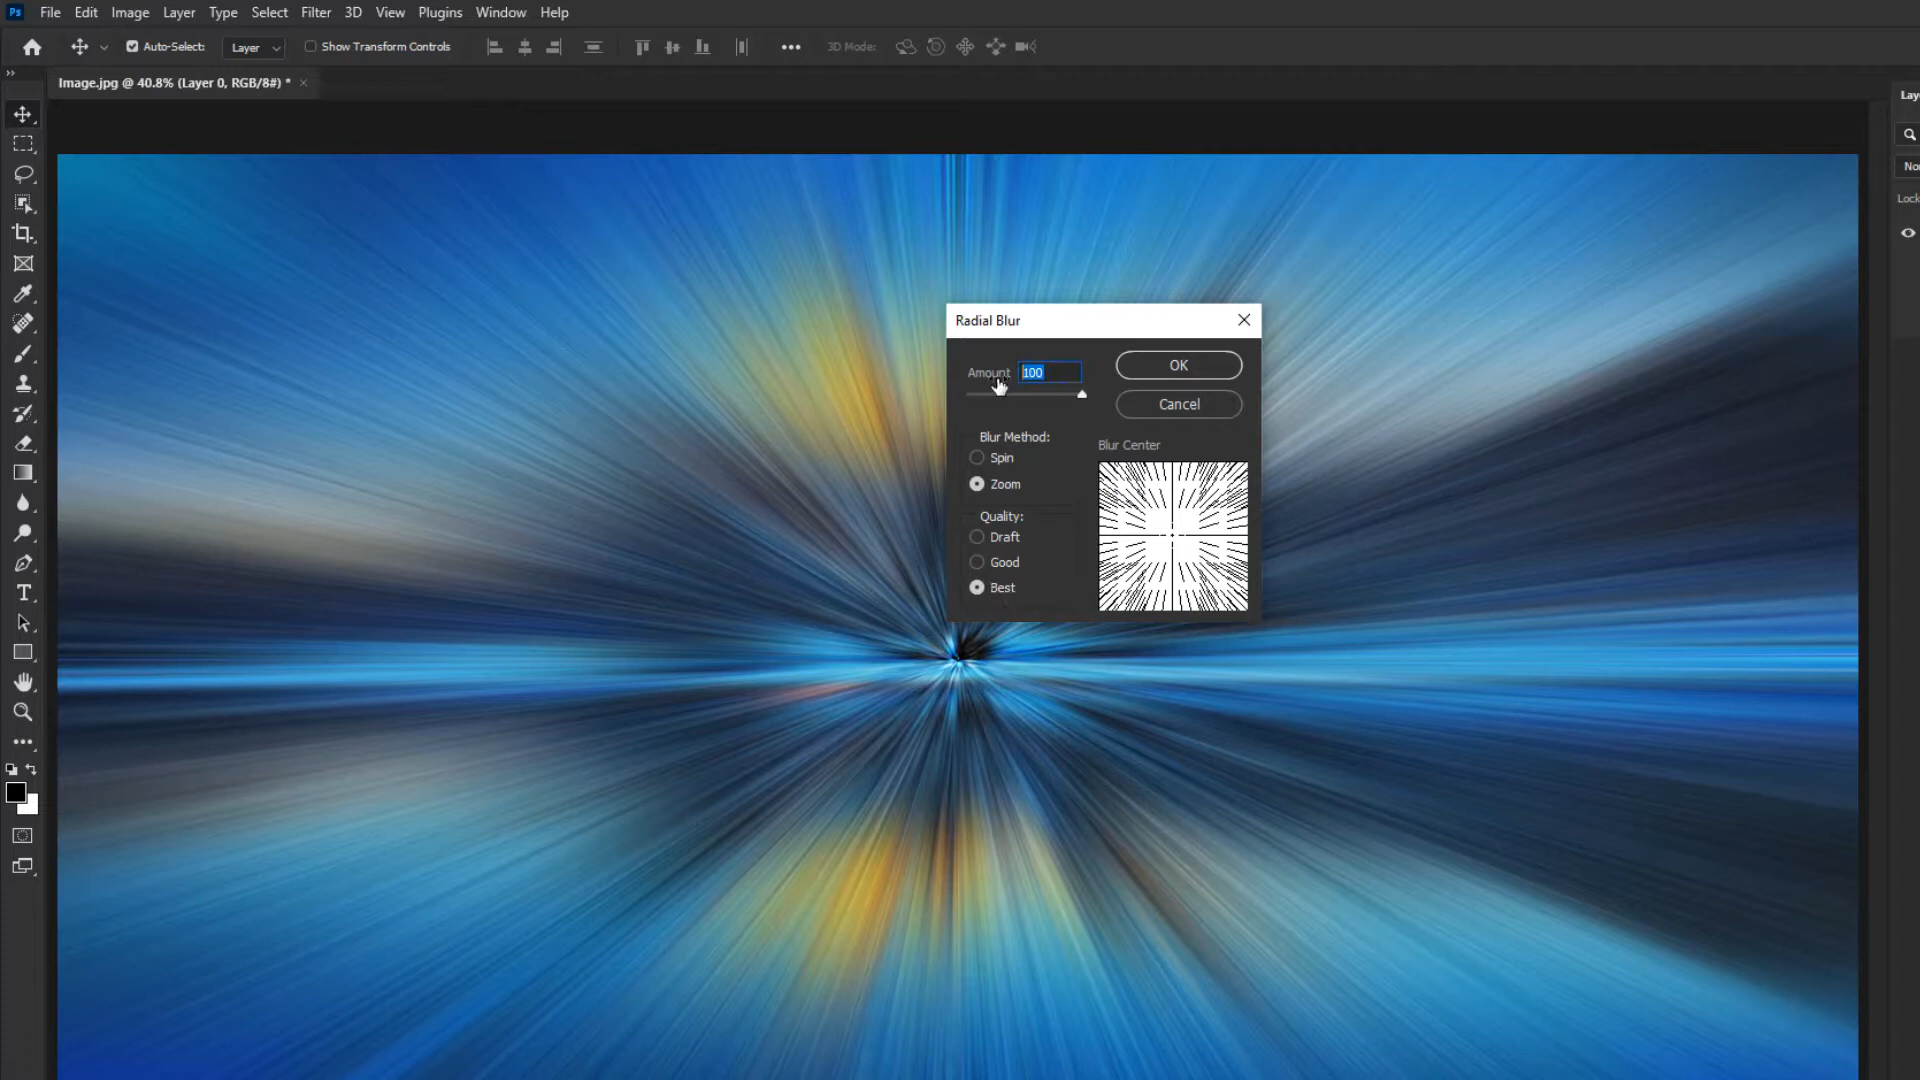 Ps File Edit Image Layer Type Select Filter 3D View Plugins Window Help
Auto-Select: Layer Show Transform Controls 3D Mode:
Image.jpg @ 40.8% (Layer 0, RGB/8#) *
Lay
No
Lock
Radial Blur
Amount 100
OK
Cancel
Blur Method:
Spin
Zoom
Quality:
Draft
Good
Best
Blur Center